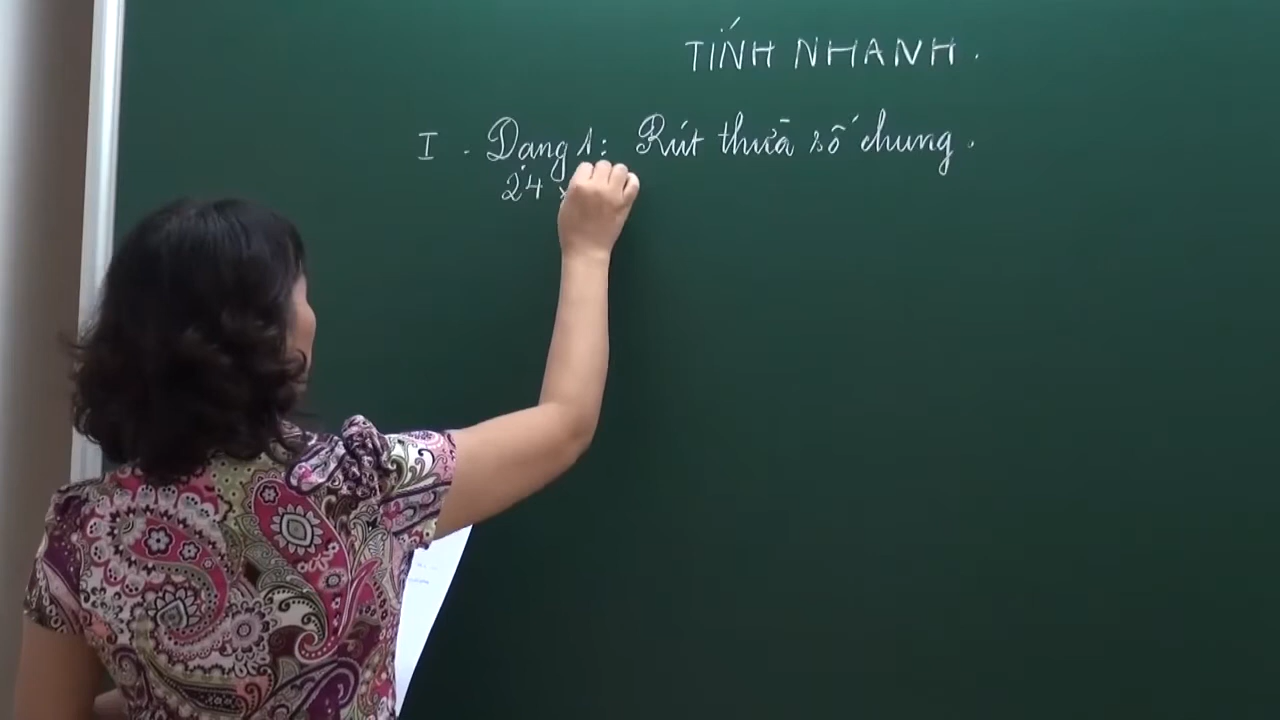 TÍNH NHANH.
I. Dạng 1: Rút thừa số chung.
24 ×